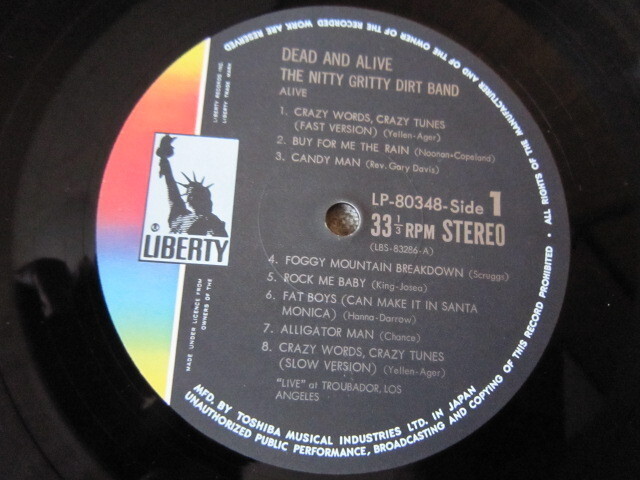 DEAD AND ALIVE
THE NITTY GRITTY DIRT BAND
ALIVE
1. CRAZY WORDS, CRAZY TUNES
(FAST VERSION) (Yellen-Ager)
2. BUY FOR ME THE RAIN (Noonan-Copeland)
3. CANDY MAN (Rev. Gary Davis)
LP-80348-Side 1
33 1/3 RPM STEREO
(LBS-83286-A)
4. FOGGY MOUNTAIN BREAKDOWN (Scruggs)
5. ROCK ME BABY (King-Josea)
6. FAT BOYS (CAN MAKE IT IN SANTA
MONICA) (Hanna-Darrow)
7. ALLIGATOR MAN (Chance)
8. CRAZY WORDS, CRAZY TUNES
(SLOW VERSION) (Yellen-Ager)
"LIVE" at TROUBADOR, LOS
ANGELES
LIBERTY
LIBERTY RECORDS INC.
LIBERTY TRADE MARK
MADE UNDER LICENCE FROM
OWNERS OF THE
MFD. BY TOSHIBA MUSICAL INDUSTRIES LTD. IN JAPAN
• ALL RIGHTS OF THE MANUFACTURER AND OF THE OWNER OF THE RECORDED WORK ARE RESERVED
UNAUTHORIZED PUBLIC PERFORMANCE, BROADCASTING AND COPYING OF THIS RECORD PROHIBITED